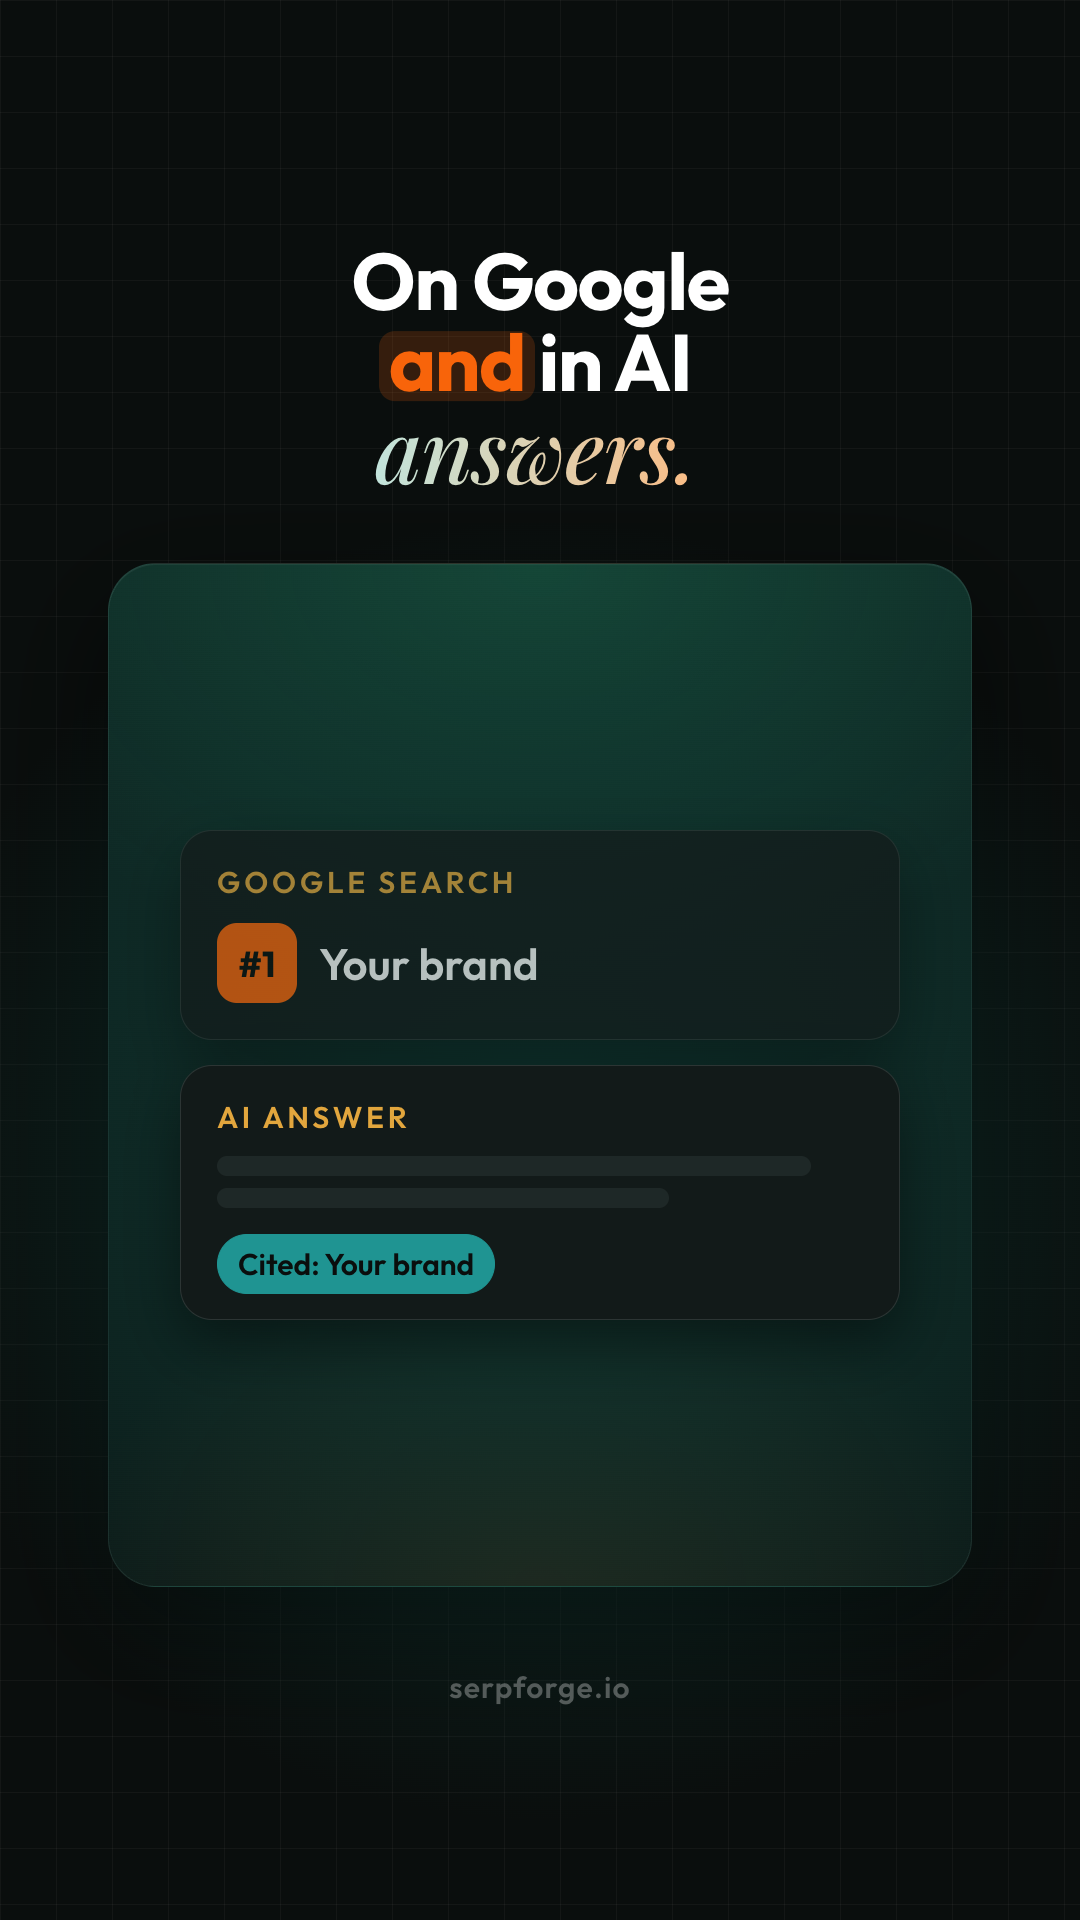 On Google
and in AI
answers.
GOOGLE SEARCH
#1 Your brand
AI ANSWER
Cited: Your brand
serpforge.io